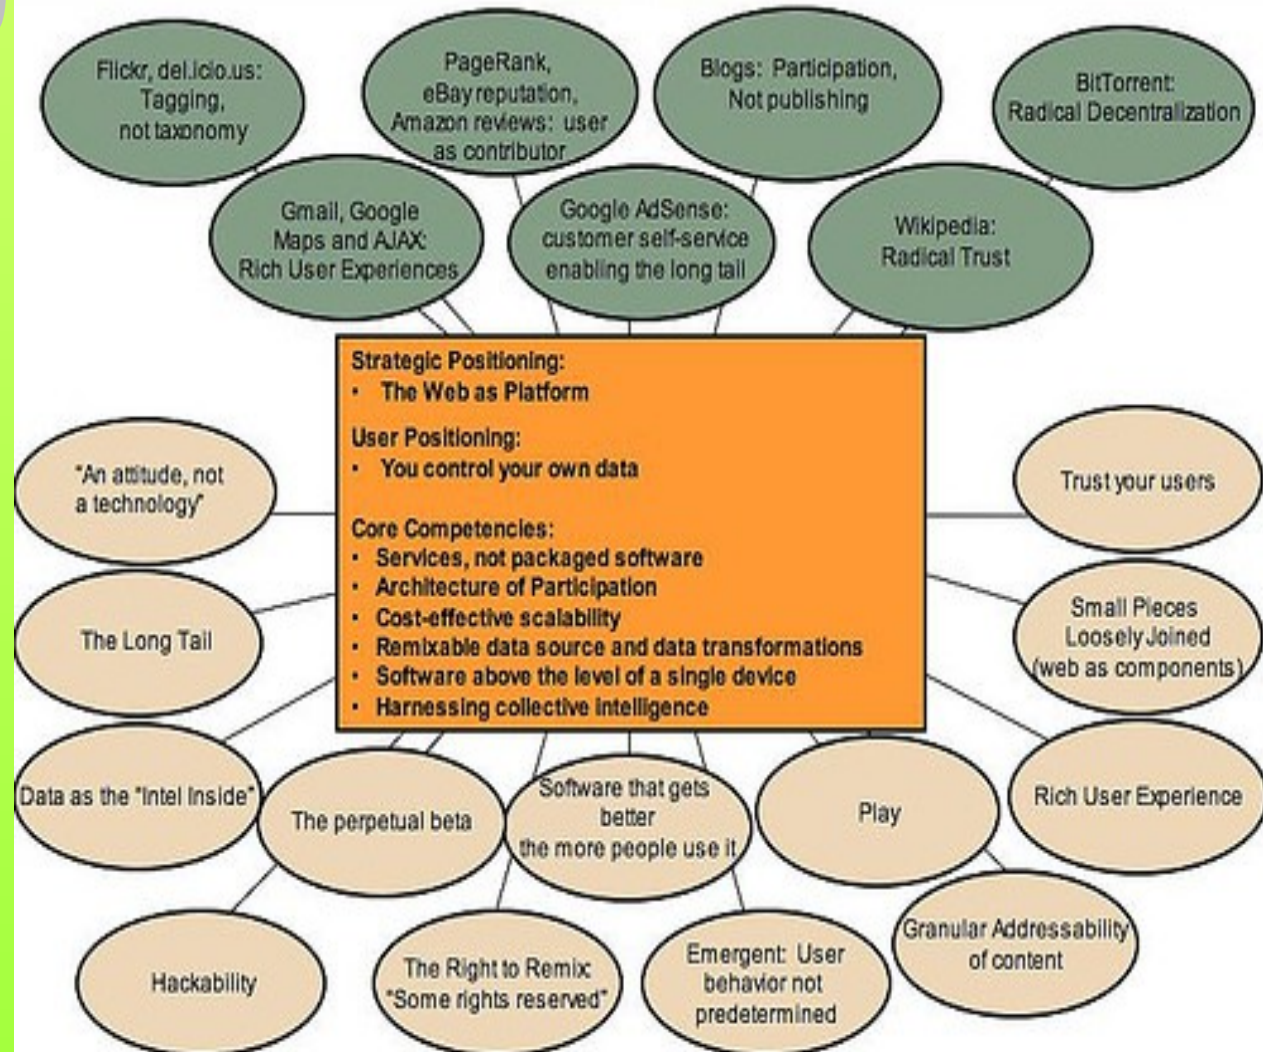 Flickr, del.icio.us:
Tagging,
not taxonomy
PageRank,
eBay reputation,
Amazon reviews: user
as contributor
Blogs: Participation,
Not publishing
BitTorrent:
Radical Decentralization
Gmail, Google
Maps and AJAX:
Rich User Experiences
Google AdSense:
customer self-service
enabling the long tail
Wikipedia:
Radical Trust
Strategic Positioning:
• The Web as Platform
User Positioning:
• You control your own data
Core Competencies:
• Services, not packaged software
• Architecture of Participation
• Cost-effective scalability
• Remixable data source and data transformations
• Software above the level of a single device
• Harnessing collective intelligence
"An attitude, not
a technology"
Trust your users
The Long Tail
Small Pieces
Loosely Joined
(web as components)
Data as the "Intel Inside"
The perpetual beta
Software that gets
better
the more people use it
Play
Rich User Experience
Hackability
The Right to Remix:
"Some rights reserved"
Emergent: User
behavior not
predetermined
Granular Addressability
of content